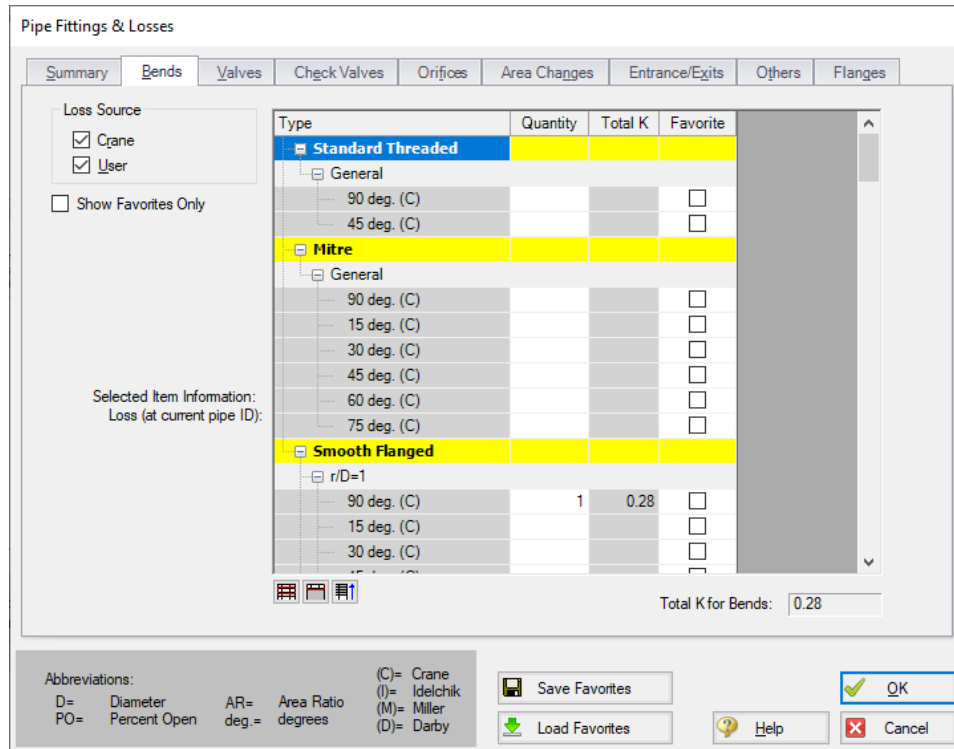 Pipe Fittings & Losses
Summary Bends Valves Check Valves Orifices Area Changes Entrance/Exits Others Flanges
Loss Source
Crane
User
Show Favorites Only
Selected Item Information:
Loss (at current pipe ID):
Type Quantity Total K Favorite
Standard Threaded
General
90 deg. (C)
45 deg. (C)
Mitre
General
90 deg. (C)
15 deg. (C)
30 deg. (C)
45 deg. (C)
60 deg. (C)
75 deg. (C)
Smooth Flanged
r/D=1
90 deg. (C) 1 0.28
15 deg. (C)
30 deg. (C)
Total K for Bends: 0.28
Abbreviations:
D= Diameter AR= Area Ratio
PO= Percent Open deg.= degrees
(C)= Crane
(I)= Idelchik
(M)= Miller
(D)= Darby
Save Favorites
Load Favorites
Help
OK
Cancel